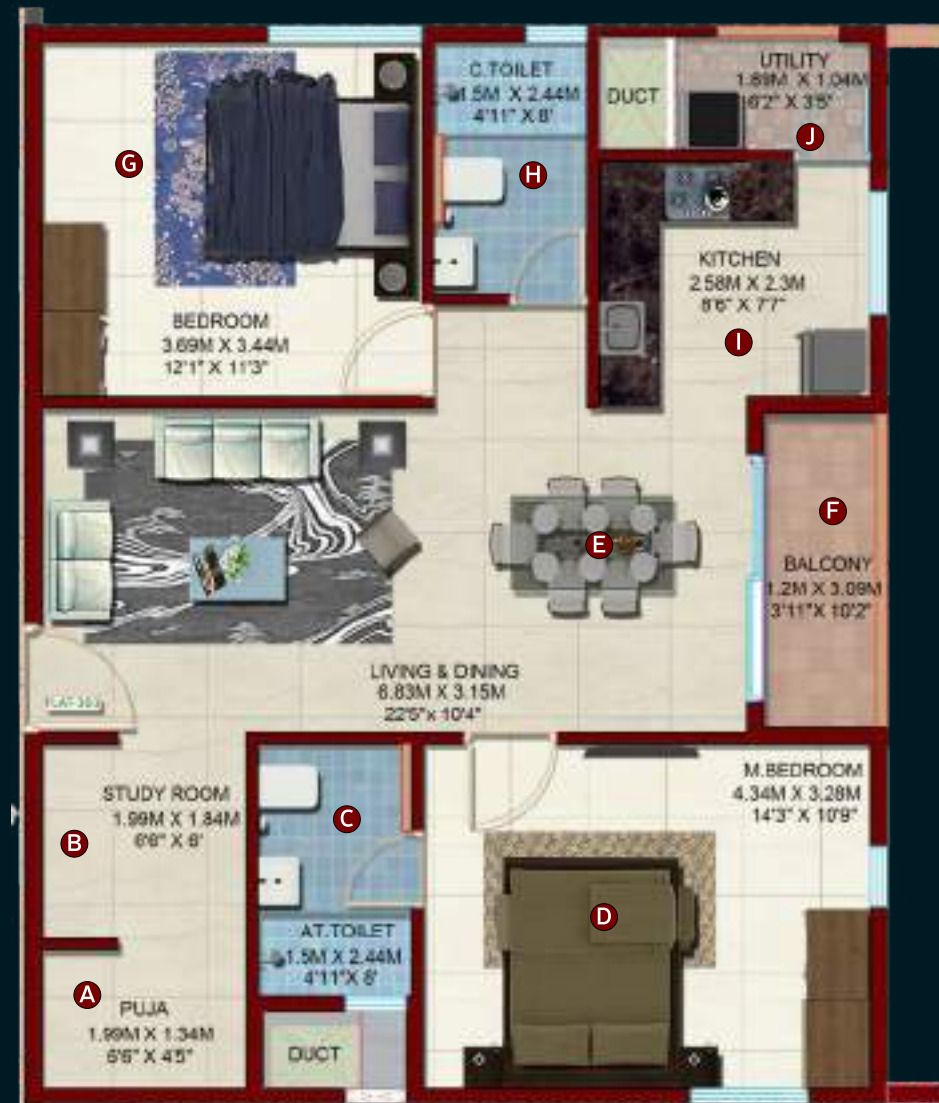 C.TOILET
1.5M X 2.44M
4'11" X 8'
DUCT
UTILITY
1.89M X 1.04M
6'2" X 3'5"
J
G
H
KITCHEN
2.58M X 2.3M
8'6" X 7'7"
I
BEDROOM
3.69M X 3.44M
12'1" X 11'3"
F
E
BALCONY
1.2M X 3.09M
3'11"X 10'2"
LIVING & DINING
6.83M X 3.15M
22'5"x 10'4"
M.BEDROOM
4.34M X 3.28M
14'3" X 10'9"
STUDY ROOM
1.99M X 1.84M
6'6" X 6'
B
C
D
AT.TOILET
1.5M X 2.44M
4'11"X 8'
A
PUJA
1.99M X 1.34M
6'6" X 4'5"
DUCT